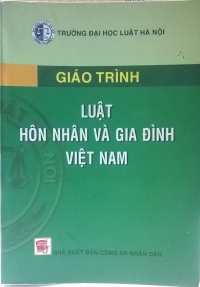 TRƯỜNG ĐẠI HỌC LUẬT HÀ NỘI
GIÁO TRÌNH
LUẬT
HÔN NHÂN VÀ GIA ĐÌNH
VIỆT NAM
NHÀ XUẤT BẢN CÔNG AN NHÂN DÂN